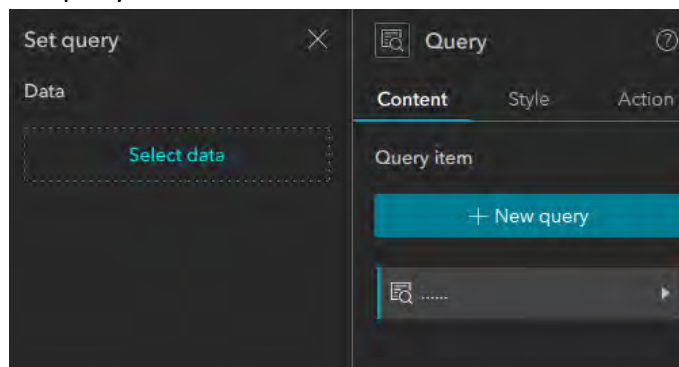 Set query
Data
Select data
Query
Content Style Action
Query item
+ New query
......